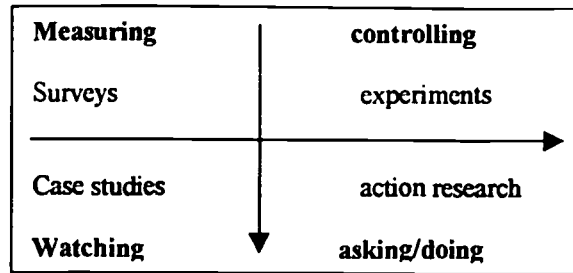 Measuring controlling
Surveys experiments
Case studies action research
Watching asking/doing